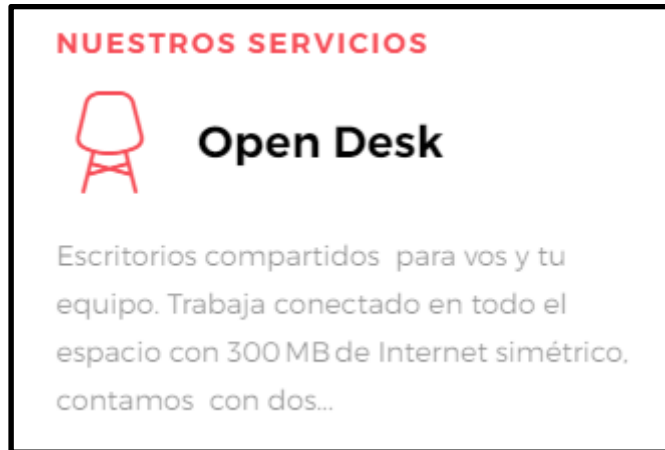 NUESTROS SERVICIOS
Open Desk
Escritorios compartidos para vos y tu
equipo. Trabaja conectado en todo el
espacio con 300 MB de Internet simétrico,
contamos con dos...